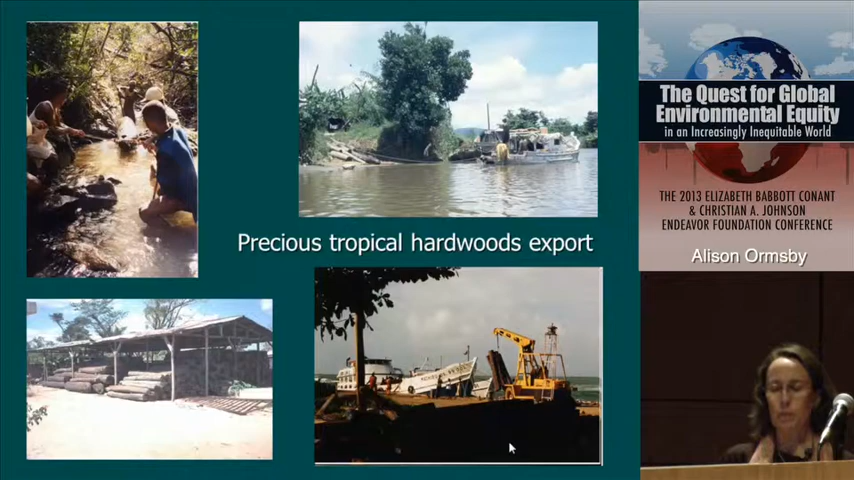 Precious tropical hardwoods export
The Quest for Global
Environmental Equity
in an Increasingly Inequitable World
THE 2013 ELIZABETH BABBOTT CONANT
& CHRISTIAN A. JOHNSON
ENDEAVOR FOUNDATION CONFERENCE
Alison Ormsby